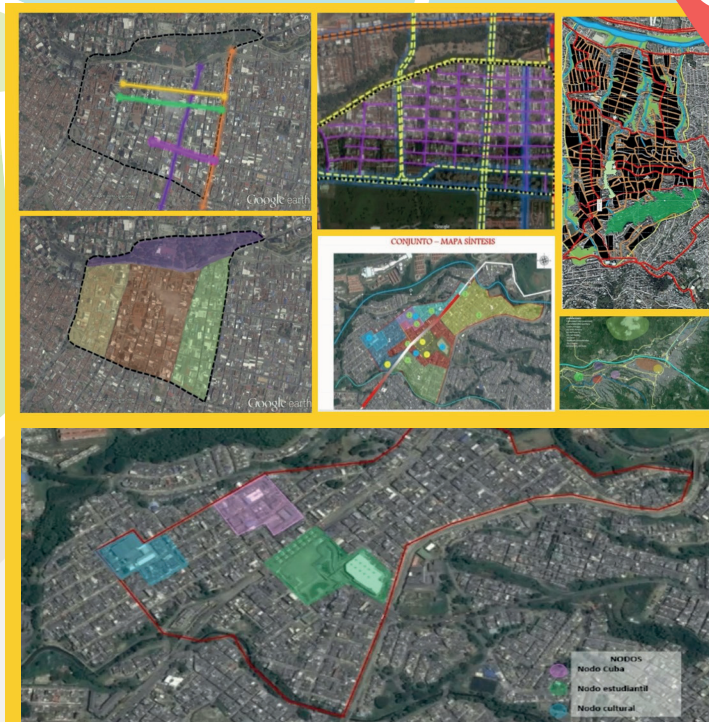 Google earth
CONJUNTO – MAPA SÍNTESIS
Google earth
NODOS
Nodo Cuba
Nodo estudiantil
Nodo cultural